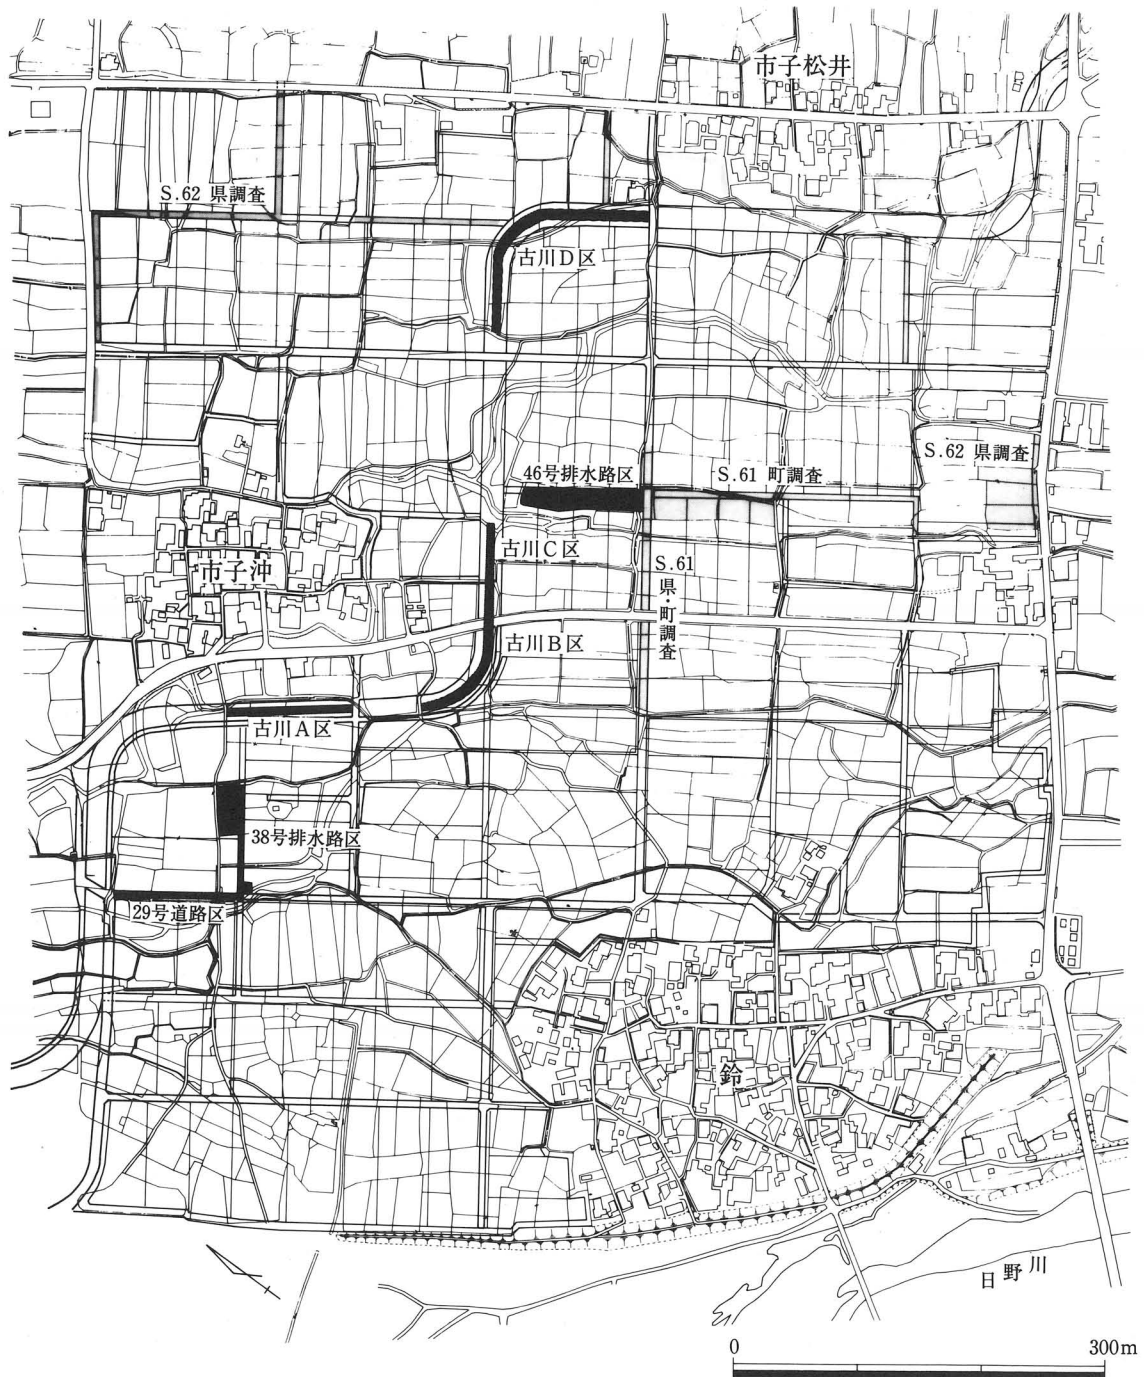 市子松井
S.62 県調査
古川D区
46号排水路区
S.61 町調査
S.62 県調査
古川C区
市子沖
S.61県・町調査
古川B区
古川A区
38号排水路区
29号道路区
鈴
日野川
0
300m